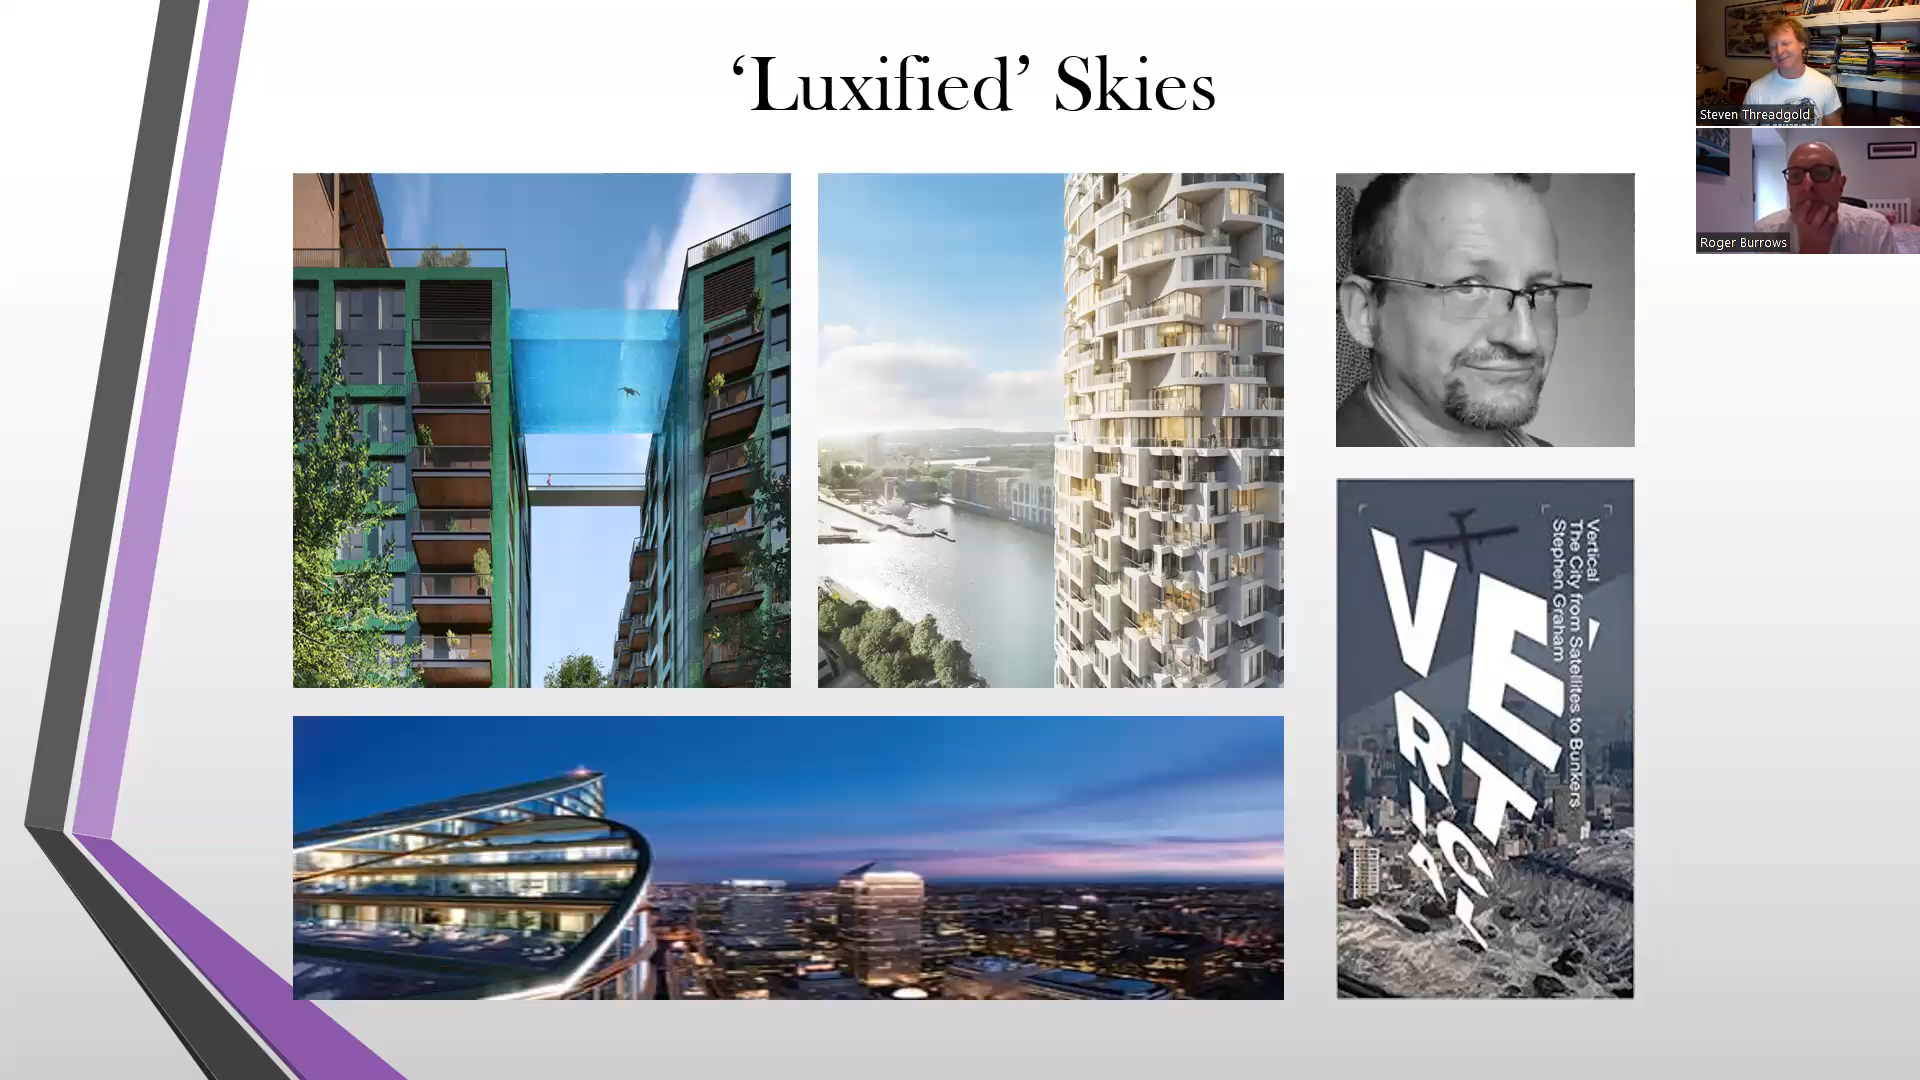 ‘Luxified’ Skies
Steven Threadgold
Roger Burrows
Vertical
The City from Satellites to Bunkers
Stephen Graham
VERTICAL